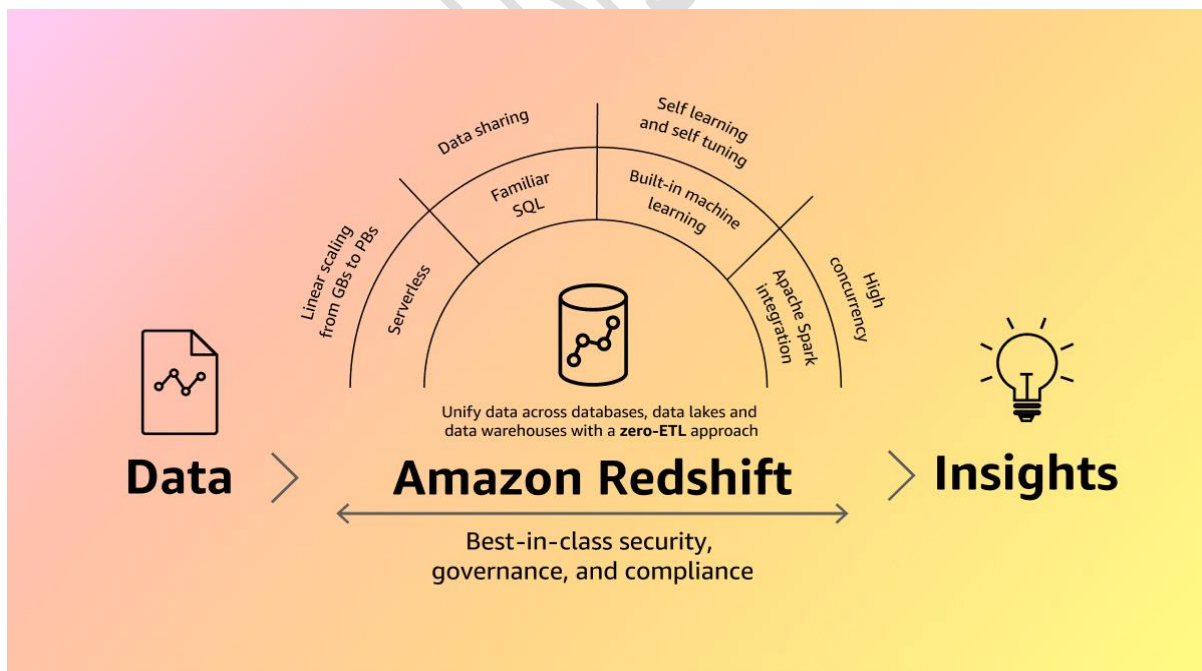 Data sharing
Self learning
and self tuning
Linear scaling
from GBs to PBs
Familiar
SQL
Built-in machine
learning
High
concurrency
Serverless
Apache Spark
integration
Unify data across databases, data lakes and
data warehouses with a zero-ETL approach
Data
Amazon Redshift
Insights
Best-in-class security,
governance, and compliance